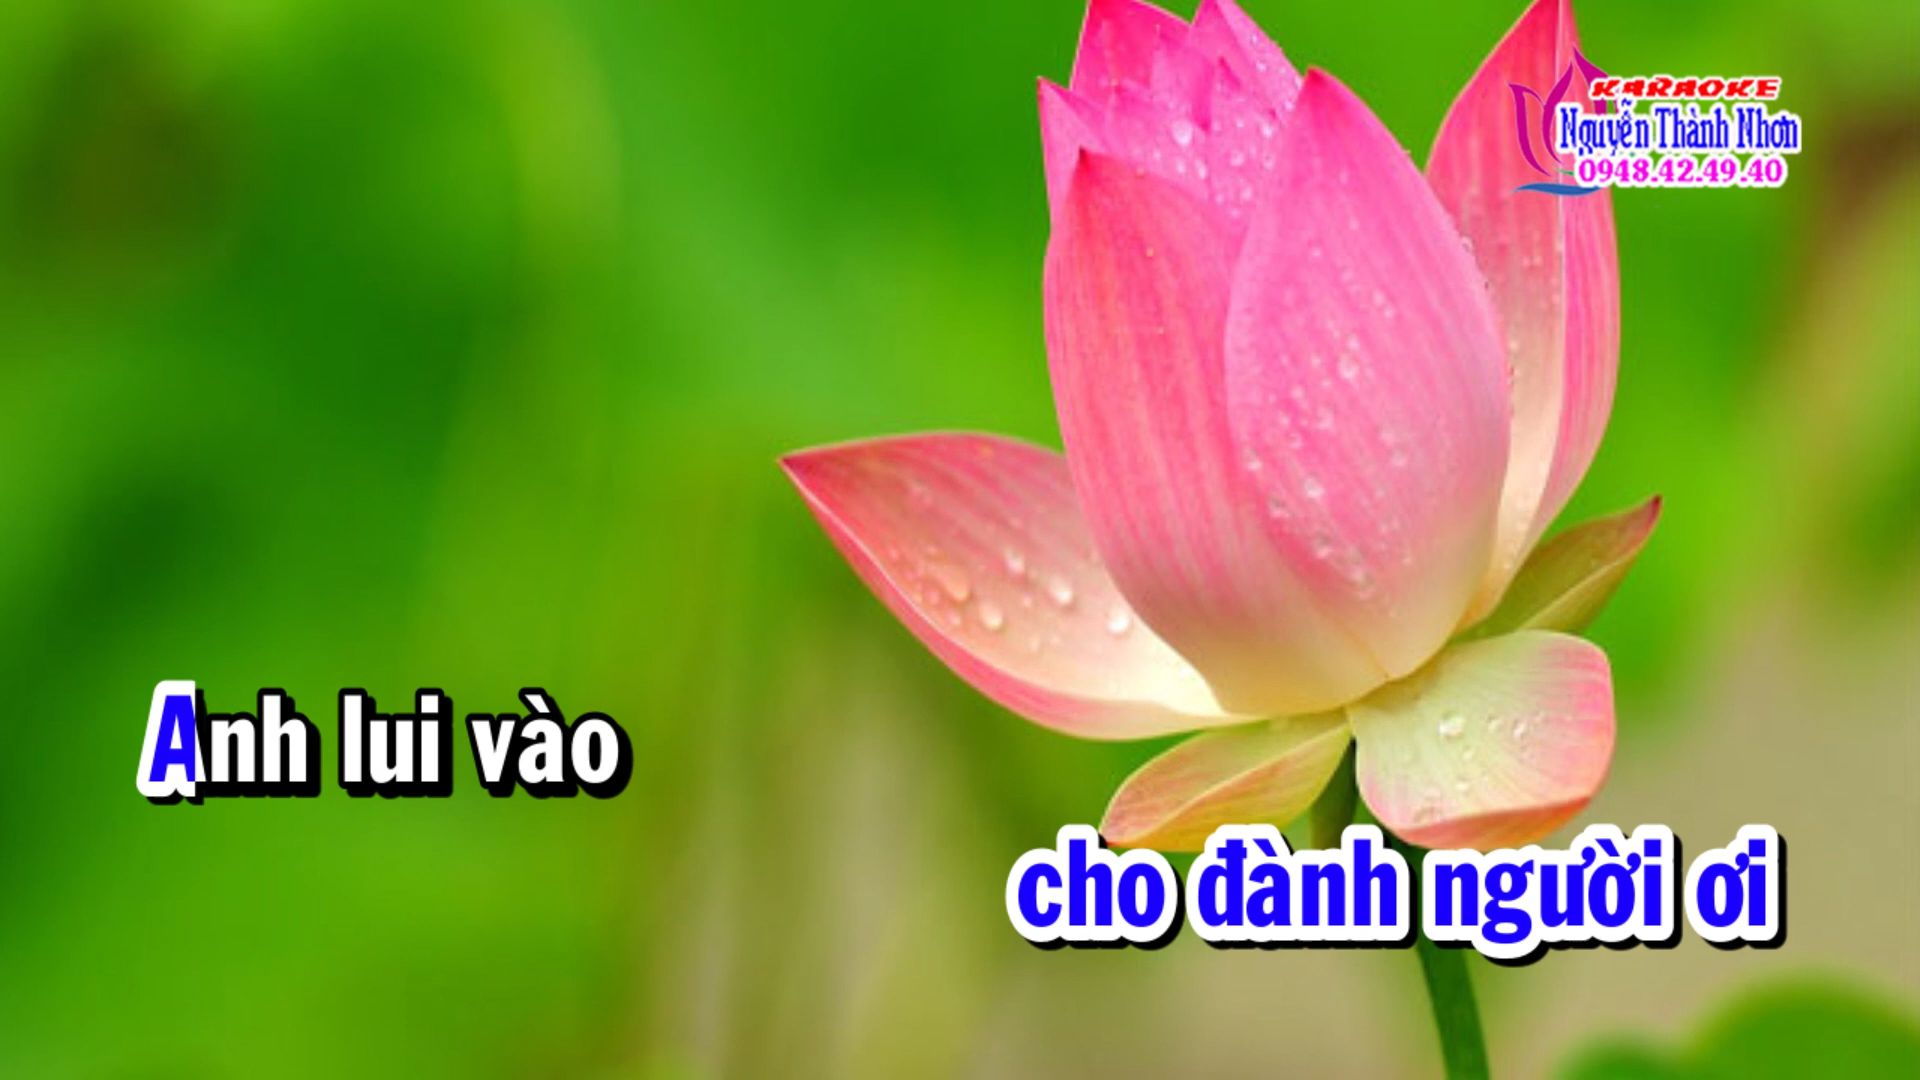 KARAOKE
Nguyễn Thành Nhơn
0948.42.49.40
Anh lui vào
cho đành người ơi